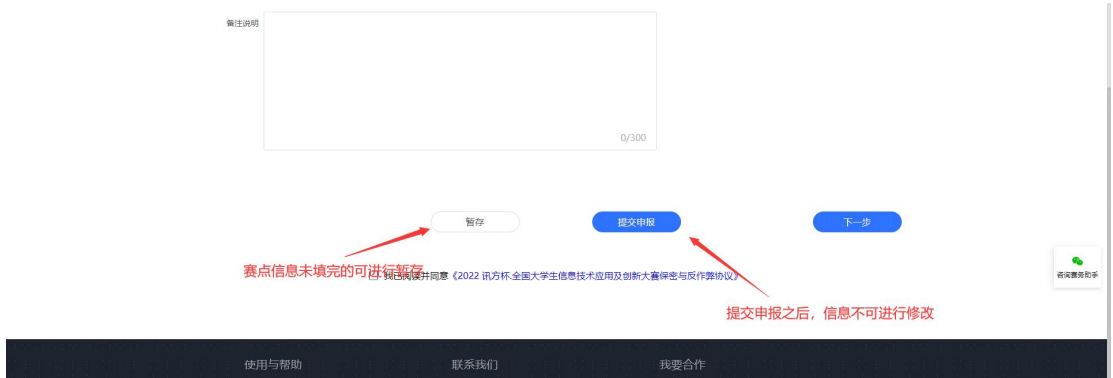 备注说明
0/300
暂存
提交申报
下一步
赛点信息未填完的可进行暂存
我已阅读并同意《2022 讯方杯.全国大学生信息技术应用及创新大赛保密与反作弊协议》
咨询赛务助手
提交申报之后，信息不可进行修改
使用与帮助
联系我们
我要合作